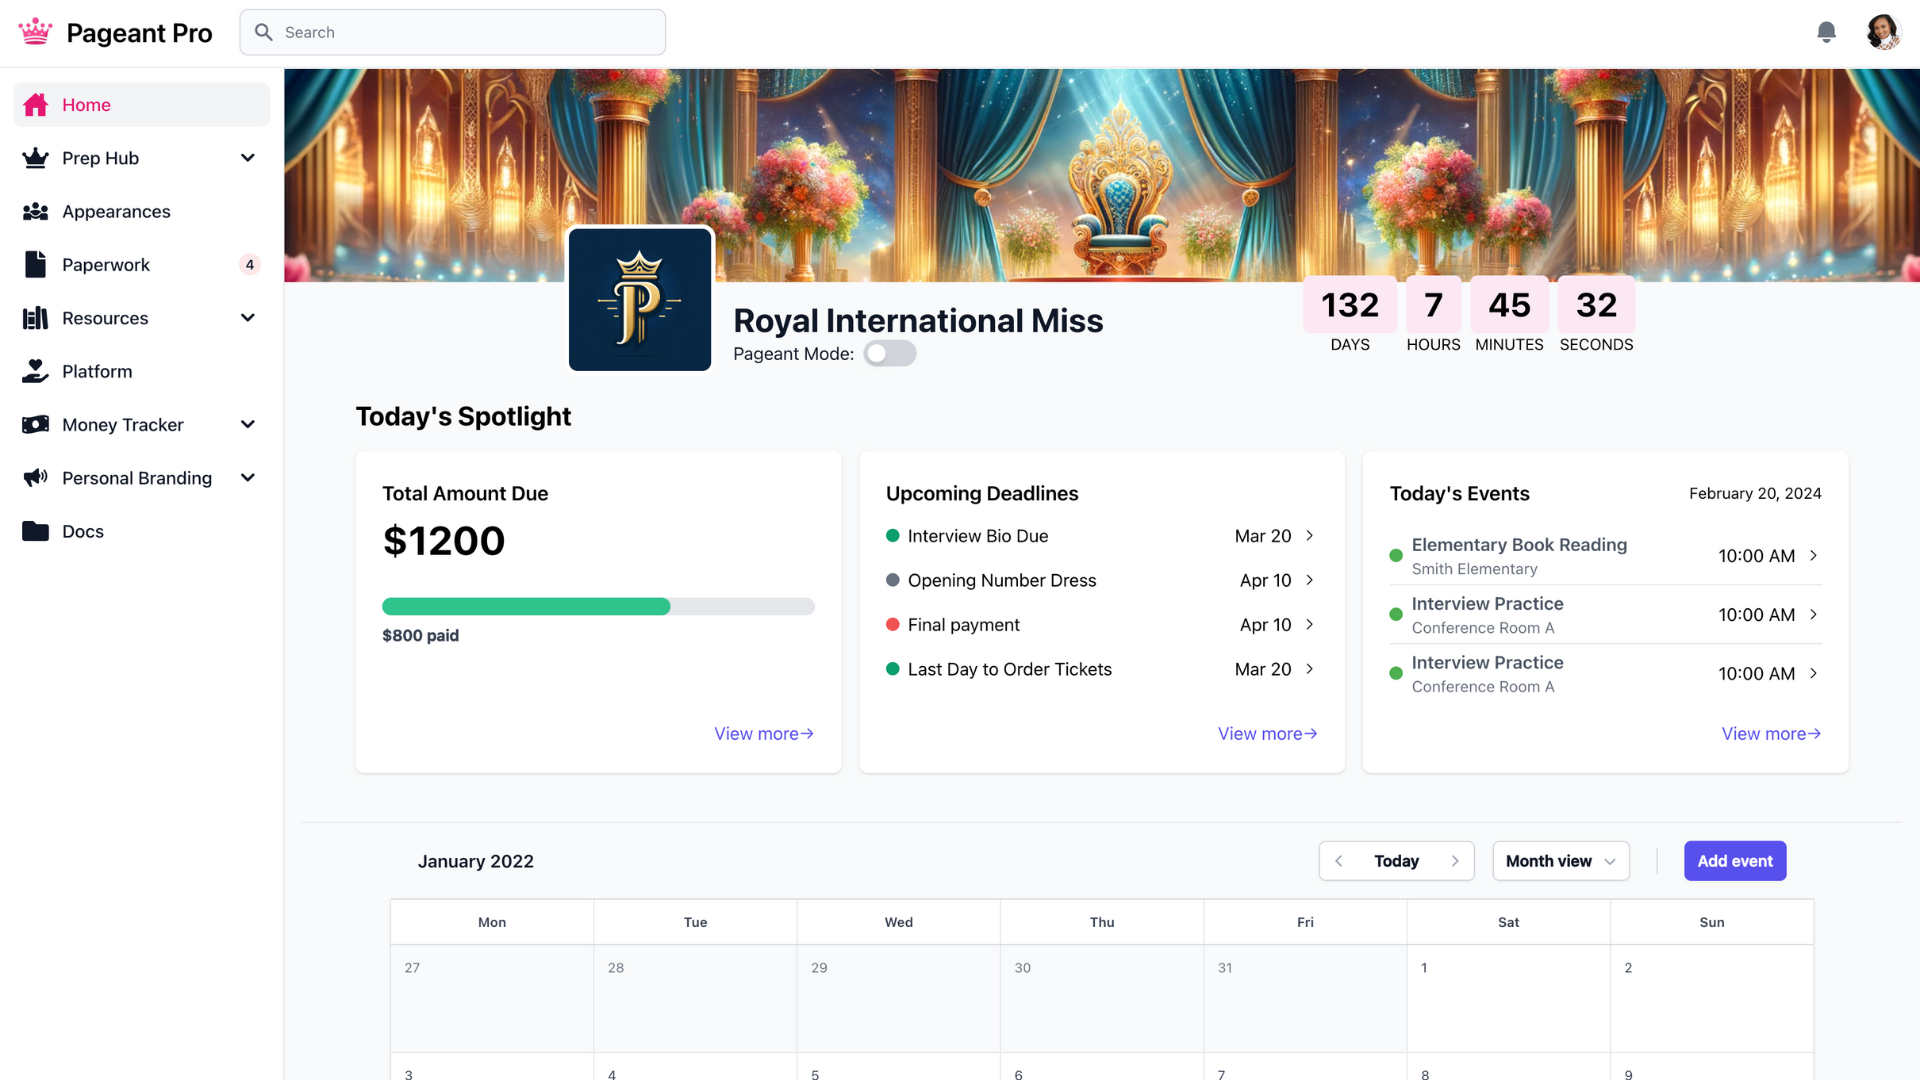 Pageant Pro
Search
Home
Prep Hub
Appearances
Paperwork 4
Resources
Platform
Money Tracker
Personal Branding
Docs
P
Royal International Miss
Pageant Mode:
132 7 45 32
DAYS HOURS MINUTES SECONDS
Today's Spotlight
Total Amount Due
$1200
$800 paid
View more→
Upcoming Deadlines
Interview Bio Due Mar 20
Opening Number Dress Apr 10
Final payment Apr 10
Last Day to Order Tickets Mar 20
View more→
Today's Events February 20, 2024
Elementary Book Reading
Smith Elementary
10:00 AM
Interview Practice
Conference Room A
10:00 AM
Interview Practice
Conference Room A
10:00 AM
View more→
January 2022
Today
Month view
Add event
Mon Tue Wed Thu Fri Sat Sun
27 28 29 30 31 1 2
3 4 5 6 7 8 9